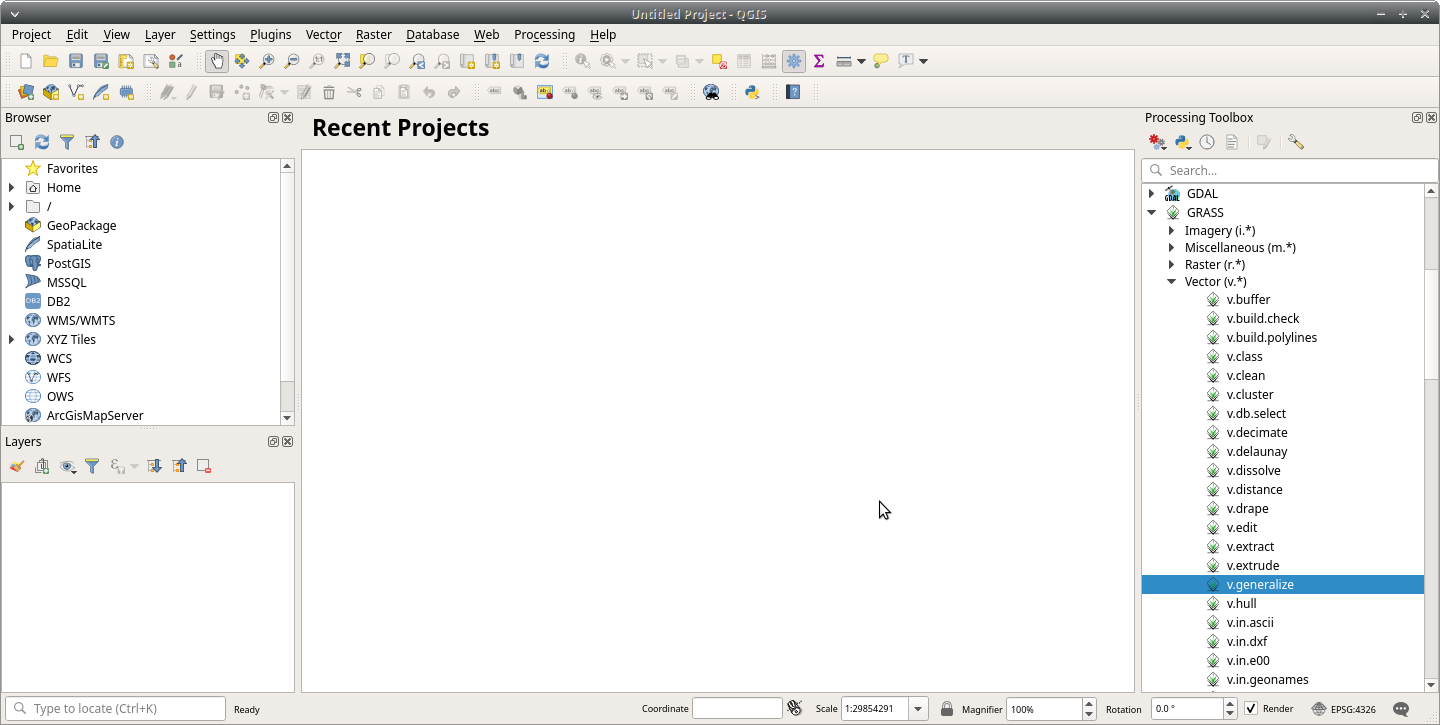 Untitled Project - QGIS
Project Edit View Layer Settings Plugins Vector Raster Database Web Processing Help
Browser
Favorites
Home
/
GeoPackage
SpatiaLite
PostGIS
MSSQL
DB2
WMS/WMTS
XYZ Tiles
WCS
WFS
OWS
ArcGisMapServer
Layers
Recent Projects
Processing Toolbox
Search...
GDAL
GRASS
Imagery (i.*)
Miscellaneous (m.*)
Raster (r.*)
Vector (v.*)
v.buffer
v.build.check
v.build.polylines
v.class
v.clean
v.cluster
v.db.select
v.decimate
v.delaunay
v.dissolve
v.distance
v.drape
v.edit
v.extract
v.extrude
v.generalize
v.hull
v.in.ascii
v.in.dxf
v.in.e00
v.in.geonames
Type to locate (Ctrl+K) Ready Coordinate Scale 1:29854291 Magnifier 100% Rotation 0.0 ° Render EPSG:4326